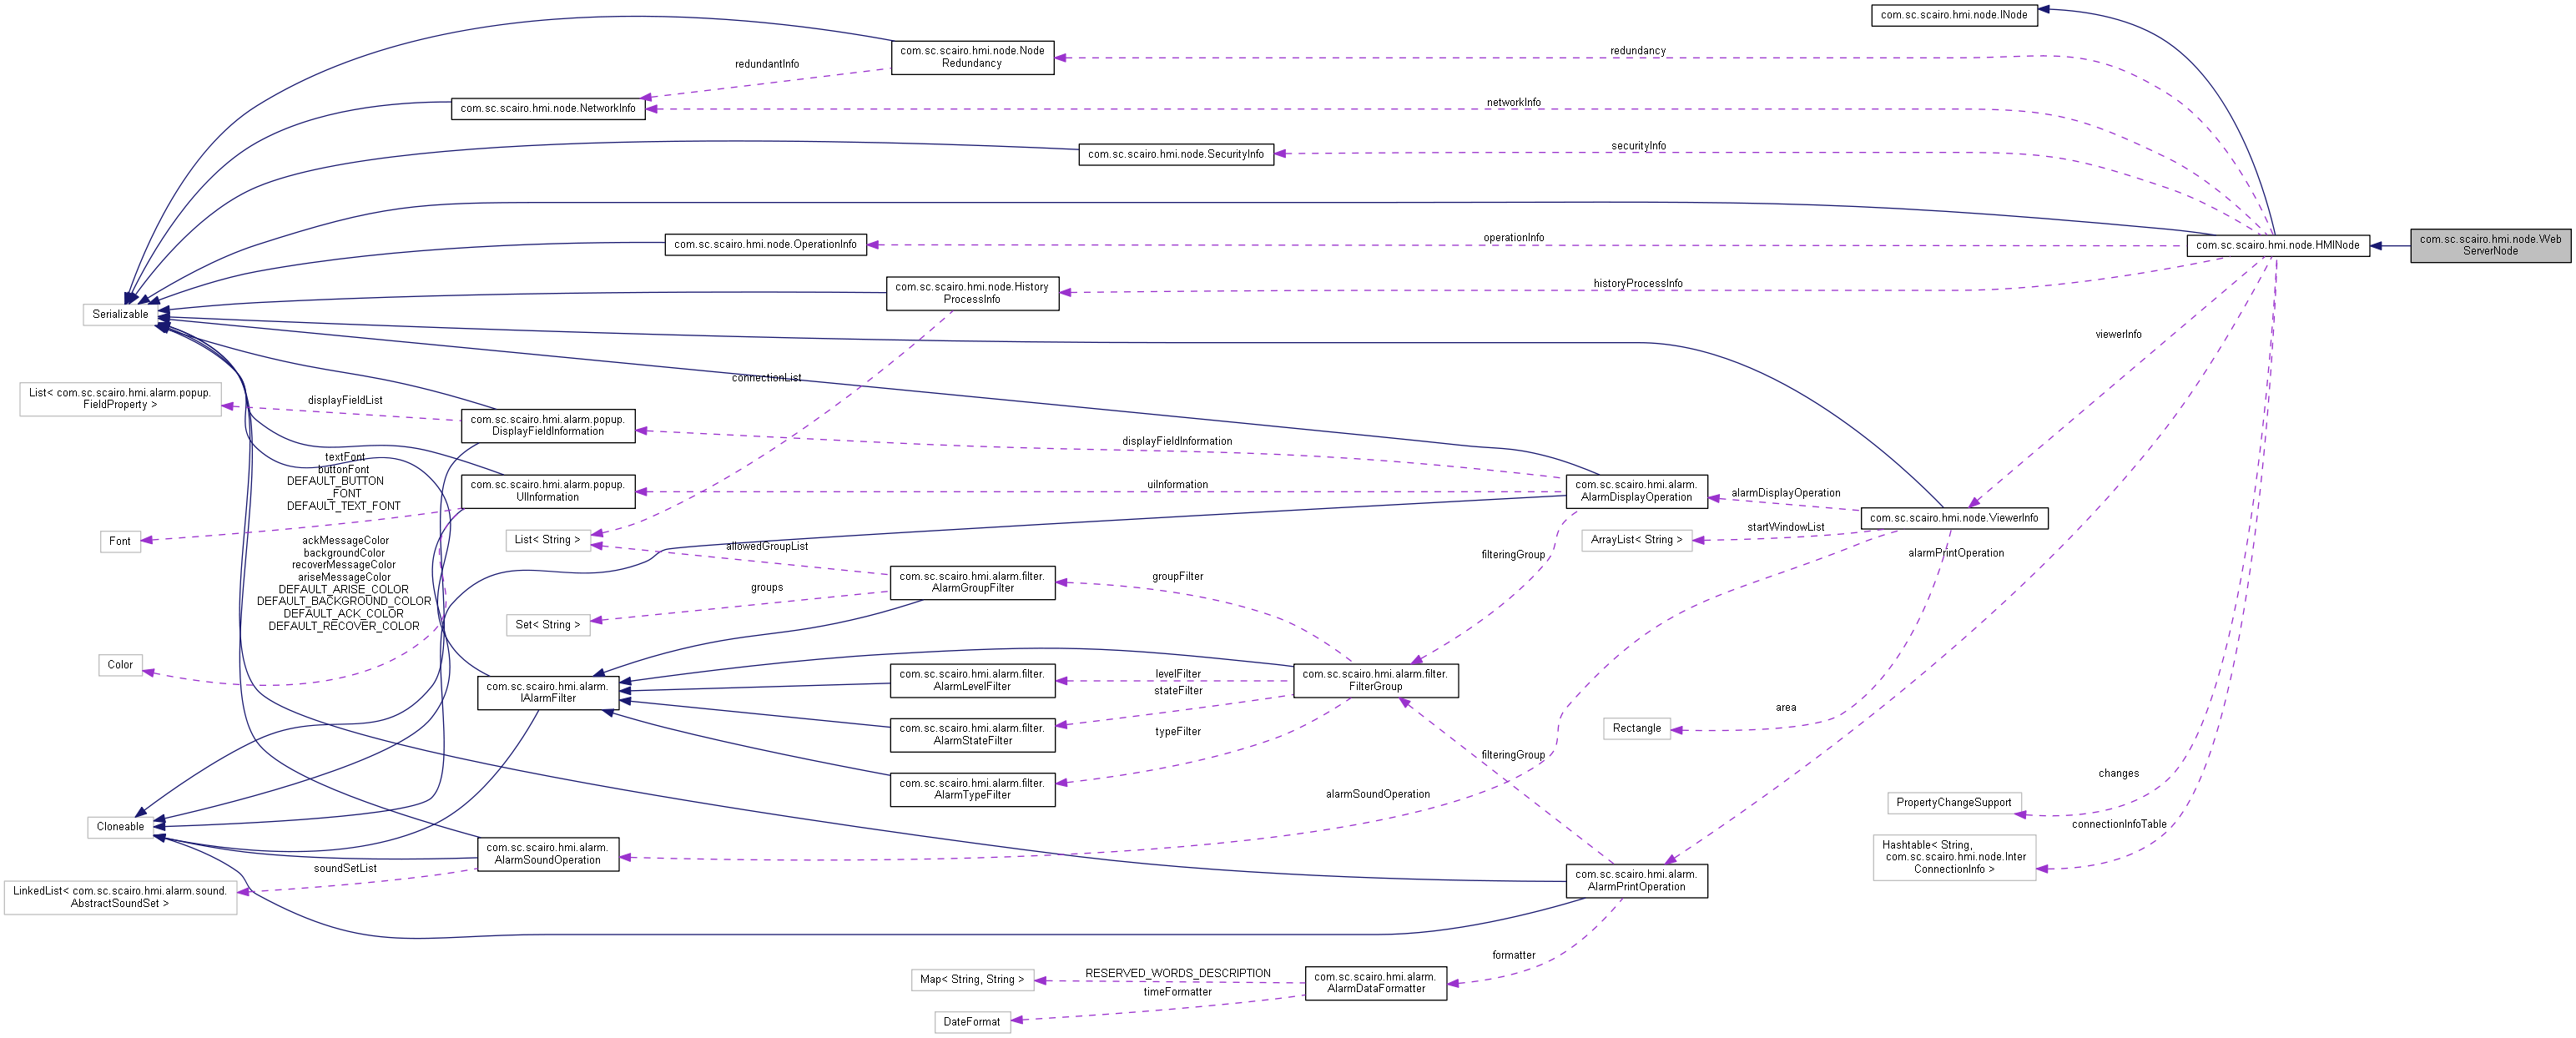 com.sc.scairo.hmi.node.INode
com.sc.scairo.hmi.node.Node
Redundancy
redundancy
redundantInfo
com.sc.scairo.hmi.node.NetworkInfo
networkInfo
com.sc.scairo.hmi.node.SecurityInfo
securityInfo
com.sc.scairo.hmi.node.OperationInfo
operationInfo
com.sc.scairo.hmi.node.HMINode
com.sc.scairo.hmi.node.Web
ServerNode
com.sc.scairo.hmi.node.History
ProcessInfo
historyProcessInfo
Serializable
viewerInfo
connectionList
List< com.sc.scairo.hmi.alarm.popup.
FieldProperty >
displayFieldList
com.sc.scairo.hmi.alarm.popup.
DisplayFieldInformation
displayFieldInformation
textFont
buttonFont
DEFAULT_BUTTON
_FONT
DEFAULT_TEXT_FONT
com.sc.scairo.hmi.alarm.popup.
UIInformation
uiInformation
com.sc.scairo.hmi.alarm.
AlarmDisplayOperation
alarmDisplayOperation
com.sc.scairo.hmi.node.ViewerInfo
startWindowList
Font
List< String >
ArrayList< String >
ackMessageColor
backgroundColor
recoverMessageColor
ariseMessageColor
DEFAULT_ARISE_COLOR
DEFAULT_BACKGROUND_COLOR
DEFAULT_ACK_COLOR
DEFAULT_RECOVER_COLOR
allowedGroupList
filteringGroup
alarmPrintOperation
com.sc.scairo.hmi.alarm.filter.
AlarmGroupFilter
groupFilter
groups
Set< String >
Color
com.sc.scairo.hmi.alarm.
IAlarmFilter
com.sc.scairo.hmi.alarm.filter.
AlarmLevelFilter
levelFilter
stateFilter
com.sc.scairo.hmi.alarm.filter.
FilterGroup
com.sc.scairo.hmi.alarm.filter.
AlarmStateFilter
typeFilter
area
Rectangle
com.sc.scairo.hmi.alarm.filter.
AlarmTypeFilter
filteringGroup
alarmSoundOperation
changes
PropertyChangeSupport
connectionInfoTable
Cloneable
com.sc.scairo.hmi.alarm.
AlarmSoundOperation
Hashtable< String,
com.sc.scairo.hmi.node.Inter
ConnectionInfo >
soundSetList
LinkedList< com.sc.scairo.hmi.alarm.sound.
AbstractSoundSet >
com.sc.scairo.hmi.alarm.
AlarmPrintOperation
formatter
Map< String, String >
RESERVED_WORDS_DESCRIPTION
com.sc.scairo.hmi.alarm.
AlarmDataFormatter
timeFormatter
DateFormat